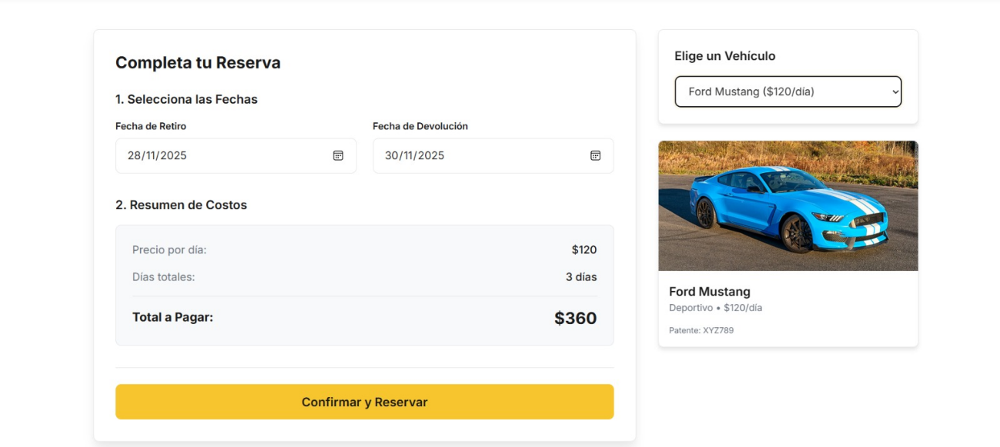 Completa tu Reserva
1. Selecciona las Fechas
Fecha de Retiro
28/11/2025
Fecha de Devolución
30/11/2025
2. Resumen de Costos
Precio por día: $120
Días totales: 3 días
Total a Pagar: $360
Confirmar y Reservar
Elige un Vehículo
Ford Mustang ($120/día)
Ford Mustang
Deportivo • $120/día
Patente: XYZ789